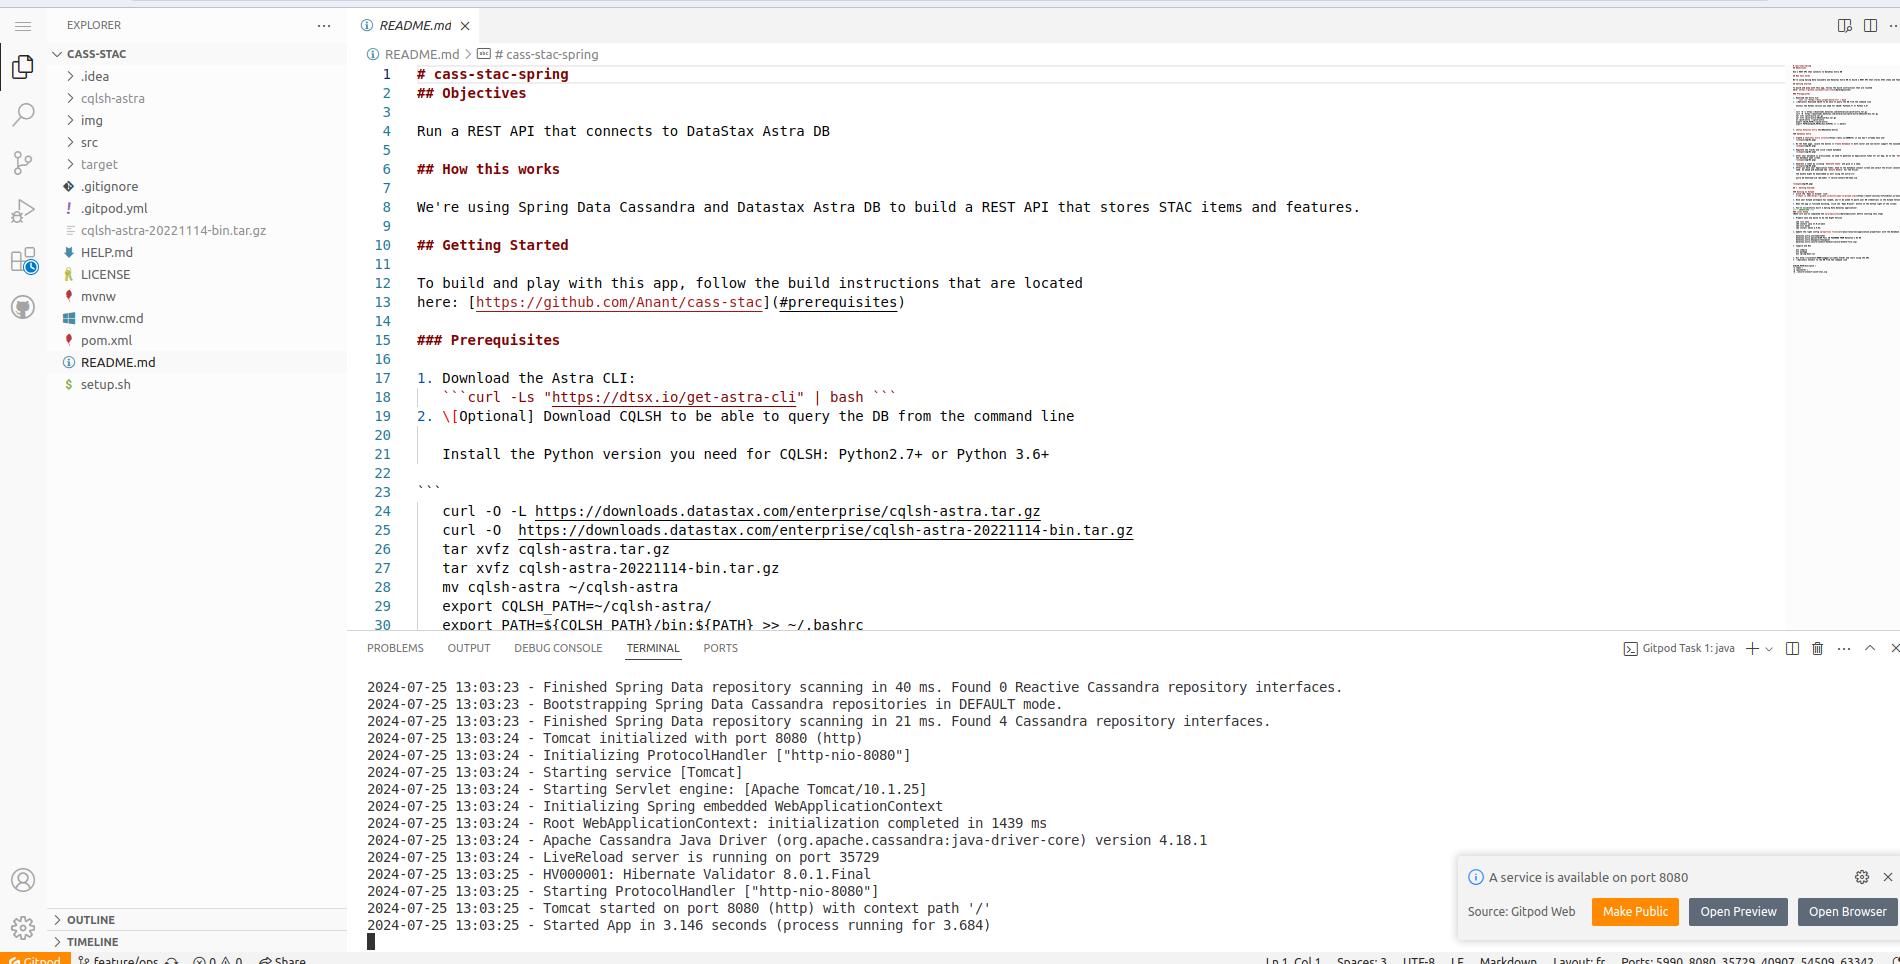 EXPLORER
CASS-STAC
.idea
cqlsh-astra
img
src
target
.gitignore
.gitpod.yml
cqlsh-astra-20221114-bin.tar.gz
HELP.md
LICENSE
mvnw
mvnw.cmd
pom.xml
README.md
setup.sh
OUTLINE
TIMELINE
README.md
README.md > # cass-stac-spring
1 # cass-stac-spring
2 ## Objectives
3
4 Run a REST API that connects to DataStax Astra DB
5
6 ## How this works
7
8 We're using Spring Data Cassandra and Datastax Astra DB to build a REST API that stores STAC items and features.
9
10 ## Getting Started
11
12 To build and play with this app, follow the build instructions that are located
13 here: [https://github.com/Anant/cass-stac](#prerequisites)
14
15 ### Prerequisites
16
17 1. Download the Astra CLI:
18 ```curl -Ls "https://dtsx.io/get-astra-cli" | bash ```
19 2. \[Optional] Download CQLSH to be able to query the DB from the command line
20
21 Install the Python version you need for CQLSH: Python2.7+ or Python 3.6+
22
23 ```
24 curl -O -L https://downloads.datastax.com/enterprise/cqlsh-astra.tar.gz
25 curl -O  https://downloads.datastax.com/enterprise/cqlsh-astra-20221114-bin.tar.gz
26 tar xvfz cqlsh-astra.tar.gz
27 tar xvfz cqlsh-astra-20221114-bin.tar.gz
28 mv cqlsh-astra ~/cqlsh-astra
29 export CQLSH_PATH=~/cqlsh-astra/
30 export PATH=${CQLSH_PATH}/bin:${PATH} >> ~/.bashrc
PROBLEMS OUTPUT DEBUG CONSOLE TERMINAL PORTS
Gitpod Task 1: java
2024-07-25 13:03:23 - Finished Spring Data repository scanning in 40 ms. Found 0 Reactive Cassandra repository interfaces.
2024-07-25 13:03:23 - Bootstrapping Spring Data Cassandra repositories in DEFAULT mode.
2024-07-25 13:03:23 - Finished Spring Data repository scanning in 21 ms. Found 4 Cassandra repository interfaces.
2024-07-25 13:03:24 - Tomcat initialized with port 8080 (http)
2024-07-25 13:03:24 - Initializing ProtocolHandler ["http-nio-8080"]
2024-07-25 13:03:24 - Starting service [Tomcat]
2024-07-25 13:03:24 - Starting Servlet engine: [Apache Tomcat/10.1.25]
2024-07-25 13:03:24 - Initializing Spring embedded WebApplicationContext
2024-07-25 13:03:24 - Root WebApplicationContext: initialization completed in 1439 ms
2024-07-25 13:03:24 - Apache Cassandra Java Driver (org.apache.cassandra:java-driver-core) version 4.18.1
2024-07-25 13:03:24 - LiveReload server is running on port 35729
2024-07-25 13:03:24 - HV000001: Hibernate Validator 8.0.1.Final
2024-07-25 13:03:25 - Starting ProtocolHandler ["http-nio-8080"]
2024-07-25 13:03:25 - Tomcat started on port 8080 (http) with context path '/'
2024-07-25 13:03:25 - Started App in 3.146 seconds (process running for 3.684)
A service is available on port 8080
Source: Gitpod Web Make Public Open Preview Open Browser
Gitpod feature/ops 0 0 Share Ln 1, Col 1 Spaces: 3 UTF-8 LF Markdown Layout: fr Ports: 5990, 8080, 35729, 40907, 54509, 63342